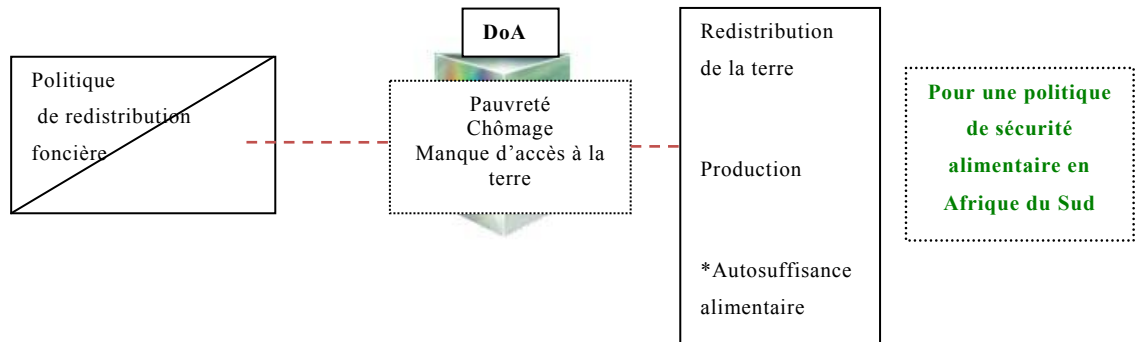 Politique
de redistribution
foncière
DoA
Pauvreté
Chômage
Manque d'accès à la
terre
Redistribution
de la terre
Production
*Autosuffisance
alimentaire
Pour une politique
de sécurité
alimentaire en
Afrique du Sud